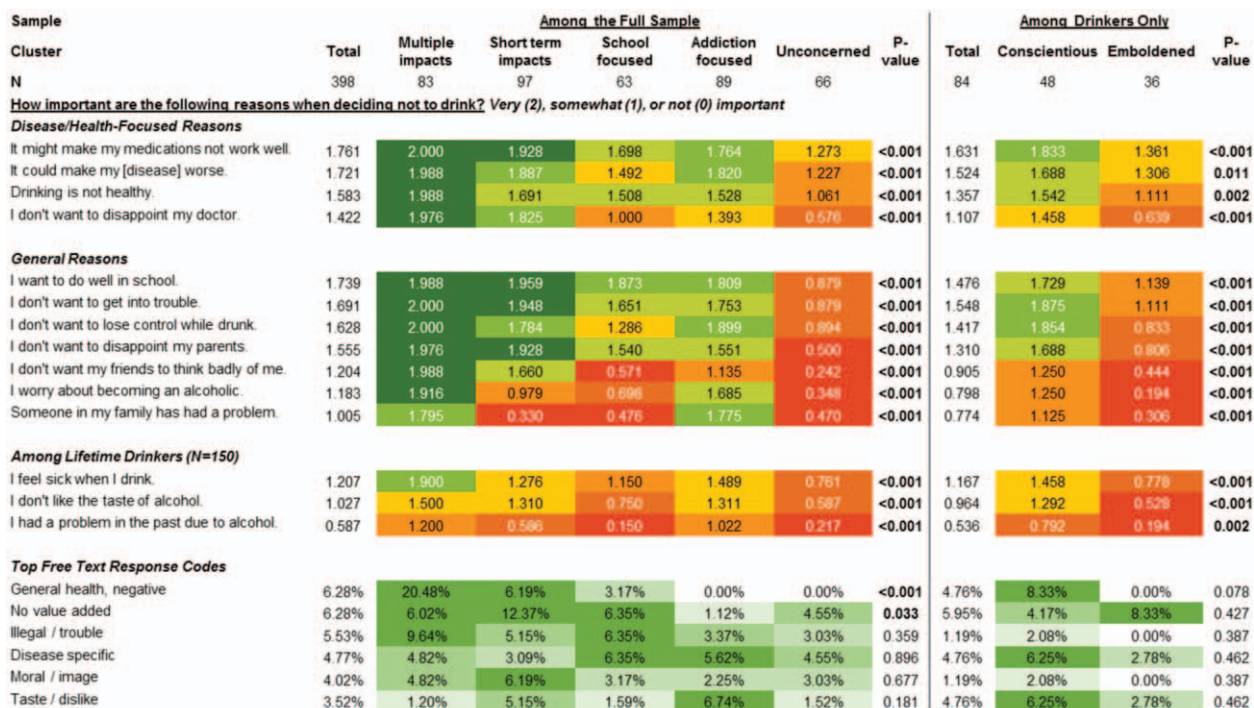 Sample Among the Full Sample Among Drinkers Only
Cluster Total Multiple impacts Short term impacts School focused Addiction focused Unconcerned P-value Total Conscientious Emboldened P-value
N 398 83 97 63 89 66 84 48 36
How important are the following reasons when deciding not to drink? Very (2), somewhat (1), or not (0) important
Disease/Health-Focused Reasons
It might make my medications not work well. 1.761 2.000 1.928 1.698 1.764 1.273 <0.001 1.631 1.833 1.361 <0.001
It could make my [disease] worse. 1.721 1.988 1.887 1.492 1.820 1.227 <0.001 1.524 1.688 1.306 0.011
Drinking is not healthy. 1.583 1.988 1.691 1.508 1.528 1.061 <0.001 1.357 1.542 1.111 0.002
I don't want to disappoint my doctor. 1.422 1.976 1.825 1.000 1.393 0.576 <0.001 1.107 1.458 0.639 <0.001
General Reasons
I want to do well in school. 1.739 1.988 1.959 1.873 1.809 0.879 <0.001 1.476 1.729 1.139 <0.001
I don't want to get into trouble. 1.691 2.000 1.948 1.651 1.753 0.879 <0.001 1.548 1.875 1.111 <0.001
I don't want to lose control while drunk. 1.628 2.000 1.784 1.286 1.899 0.894 <0.001 1.417 1.854 0.833 <0.001
I don't want to disappoint my parents. 1.555 1.976 1.928 1.540 1.551 0.500 <0.001 1.310 1.688 0.806 <0.001
I don't want my friends to think badly of me. 1.204 1.988 1.660 0.571 1.135 0.242 <0.001 0.905 1.250 0.444 <0.001
I worry about becoming an alcoholic. 1.183 1.916 0.979 0.698 1.685 0.348 <0.001 0.798 1.250 0.194 <0.001
Someone in my family has had a problem. 1.005 1.795 0.330 0.476 1.775 0.470 <0.001 0.774 1.125 0.306 <0.001
Among Lifetime Drinkers (N=150)
I feel sick when I drink. 1.207 1.900 1.276 1.150 1.489 0.761 <0.001 1.167 1.458 0.778 <0.001
I don't like the taste of alcohol. 1.027 1.500 1.310 0.750 1.311 0.587 <0.001 0.964 1.292 0.528 <0.001
I had a problem in the past due to alcohol. 0.587 1.200 0.586 0.150 1.022 0.217 <0.001 0.536 0.792 0.194 0.002
Top Free Text Response Codes
General health, negative 6.28% 20.48% 6.19% 3.17% 0.00% 0.00% <0.001 4.76% 8.33% 0.00% 0.078
No value added 6.28% 6.02% 12.37% 6.35% 1.12% 4.55% 0.033 5.95% 4.17% 8.33% 0.427
Illegal / trouble 5.53% 9.64% 5.15% 6.35% 3.37% 3.03% 0.359 1.19% 2.08% 0.00% 0.387
Disease specific 4.77% 4.82% 3.09% 6.35% 5.62% 4.55% 0.896 4.76% 6.25% 2.78% 0.462
Moral / image 4.02% 4.82% 6.19% 3.17% 2.25% 3.03% 0.677 1.19% 2.08% 0.00% 0.387
Taste / dislike 3.52% 1.20% 5.15% 1.59% 6.74% 1.52% 0.181 4.76% 6.25% 2.78% 0.462